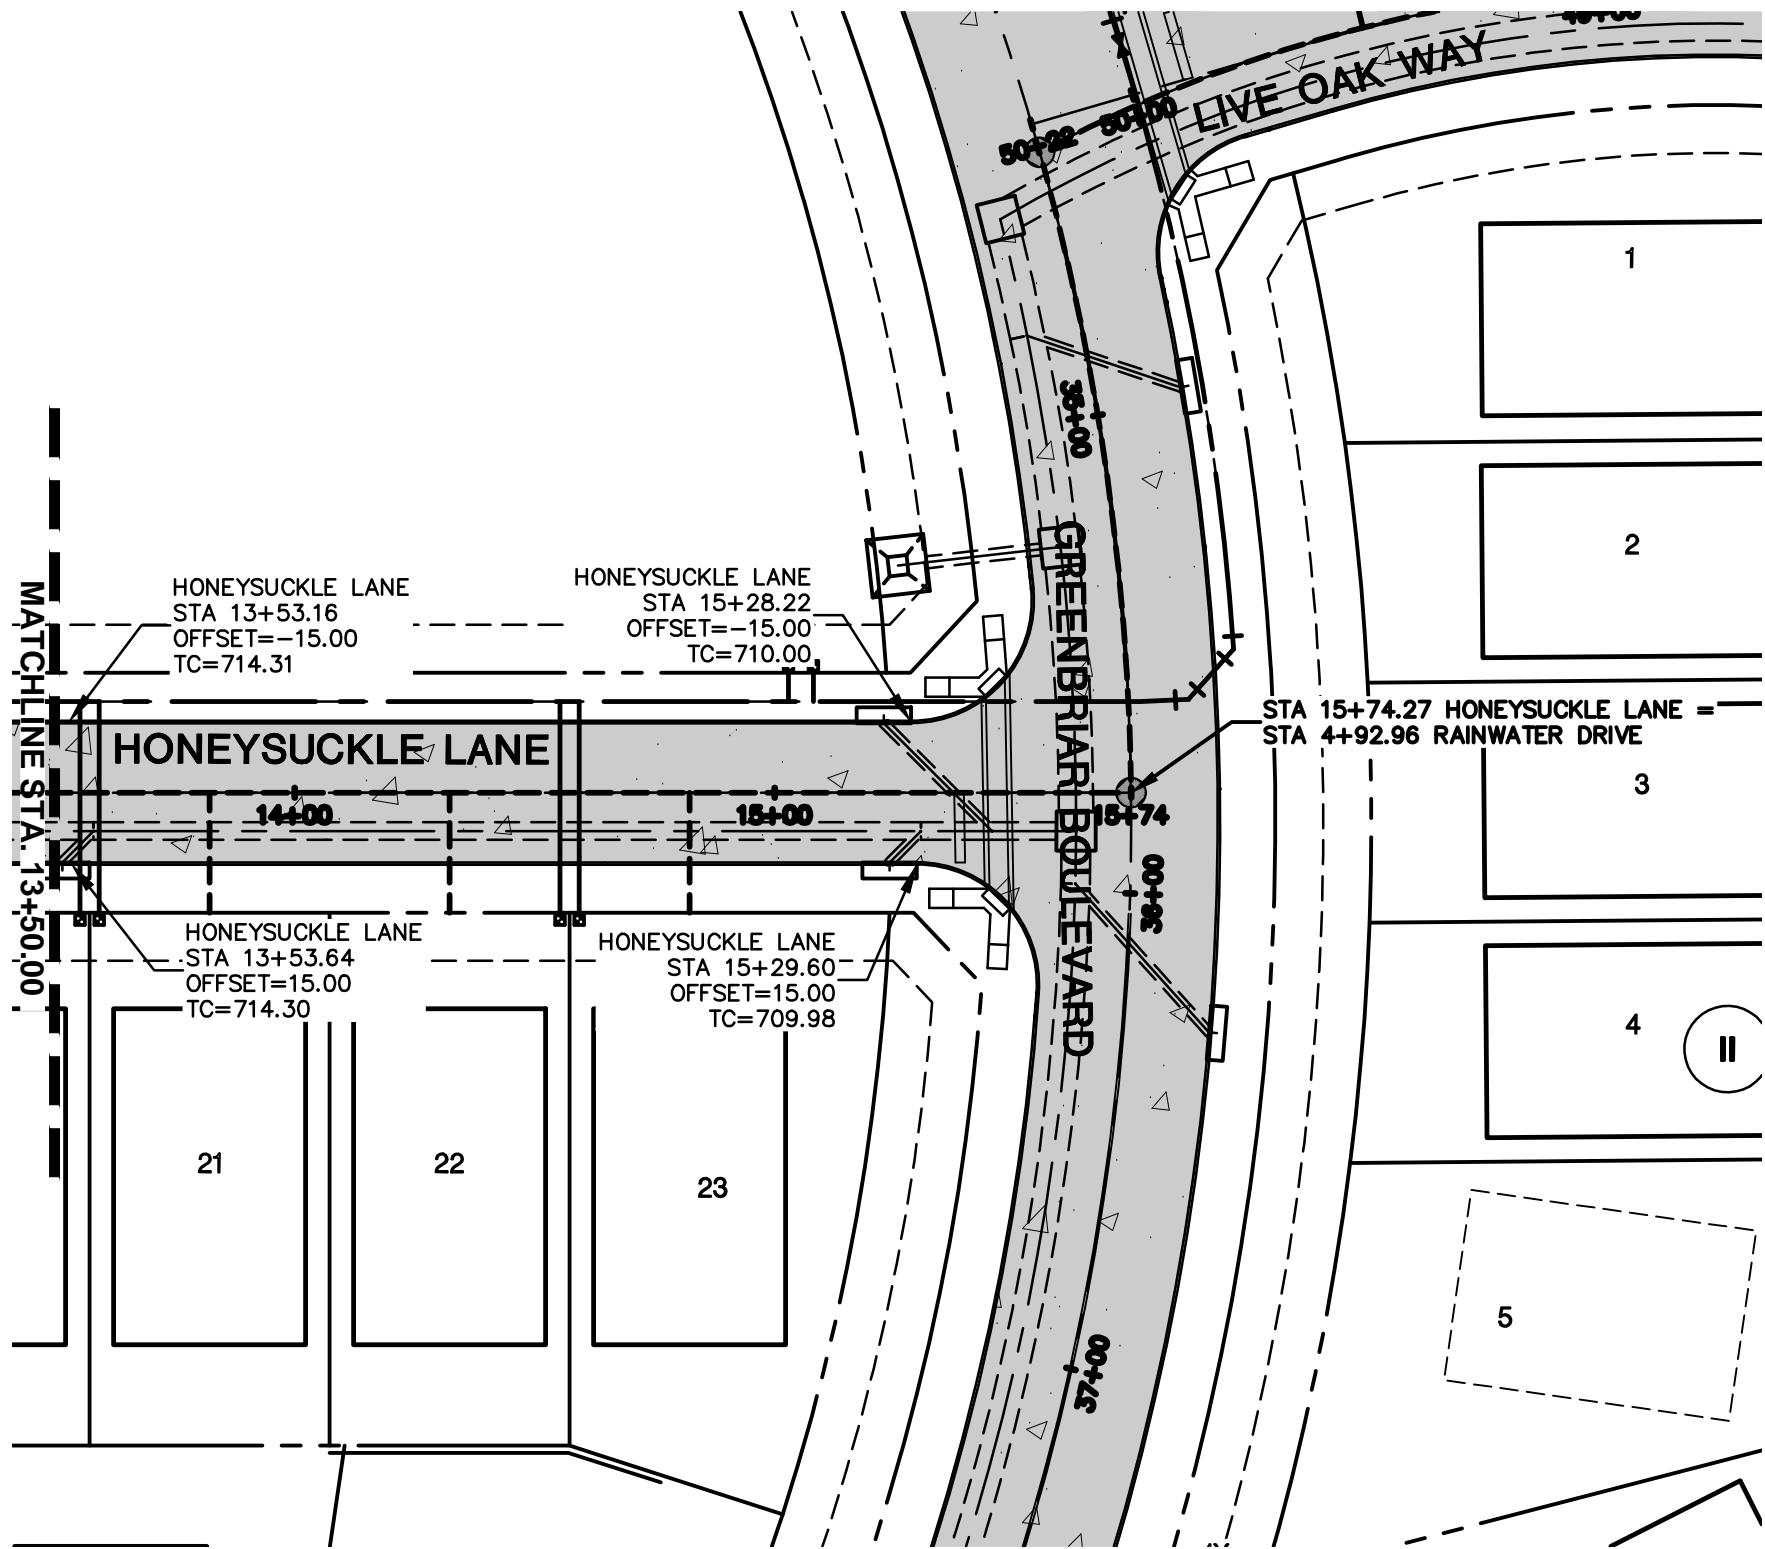 48+00
LIVE OAK WAY
50+00
50+22
1
35+00
2
GREENBRIAR BOULEVARD
HONEYSUCKLE LANE
STA 13+53.16
OFFSET=-15.00
TC=714.31
HONEYSUCKLE LANE
STA 15+28.22
OFFSET=-15.00
TC=710.00
MATCHLINE STA. 13+50.00
STA 15+74.27 HONEYSUCKLE LANE =
STA 4+92.96 RAINWATER DRIVE
HONEYSUCKLE LANE
3
14+00
15+00
15+74
38+00
HONEYSUCKLE LANE
STA 13+53.64
OFFSET=15.00
TC=714.30
HONEYSUCKLE LANE
STA 15+29.60
OFFSET=15.00
TC=709.98
4
II
21
22
23
5
37+00